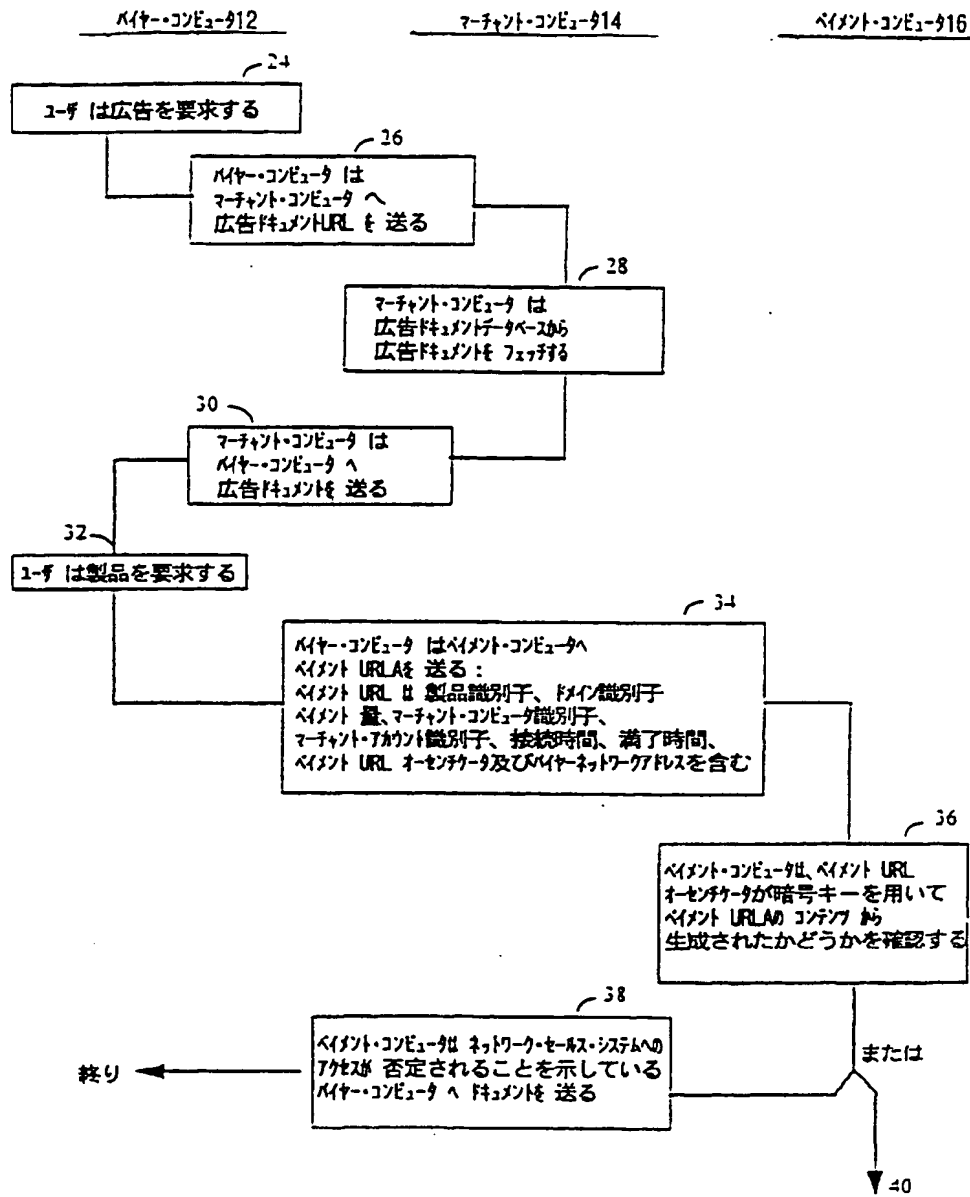 バイヤー・コンピュータ12
マーチャント・コンピュータ14
ペイメント・コンピュータ16
24
ユーザ は広告を要求する
26
バイヤー・コンピュータ は
マーチャント・コンピュータ へ
広告ドキュメントURL を 送る
28
マーチャント・コンピュータ は
広告ドキュメントデータベースから
広告ドキュメントを フェッチする
30
マーチャント・コンピュータ は
バイヤー・コンピュータ へ
広告ドキュメントを 送る
32
ユーザ は製品を要求する
34
バイヤー・コンピュータ はペイメント・コンピュータへ
ペイメント URLAを 送る：
ペイメント URL は 製品識別子、ドメイン識別子
ペイメント 量、マーチャント・コンピュータ識別子、
マーチャント・アカウント識別子、接続時間、満了時間、
ペイメント URL オーセンチケータ及びバイヤーネットワークアドレスを含む
36
ペイメント・コンピュータは、ペイメント URL
オーセンチケータが暗号キーを用いて
ペイメント URLAの コンテンツ から
生成されたかどうかを確認する
38
ペイメント・コンピュータは ネットワーク・セールス・システムへの
アクセスが 否定されることを示している
バイヤー・コンピュータ へ ドキュメントを 送る
終り
または
40